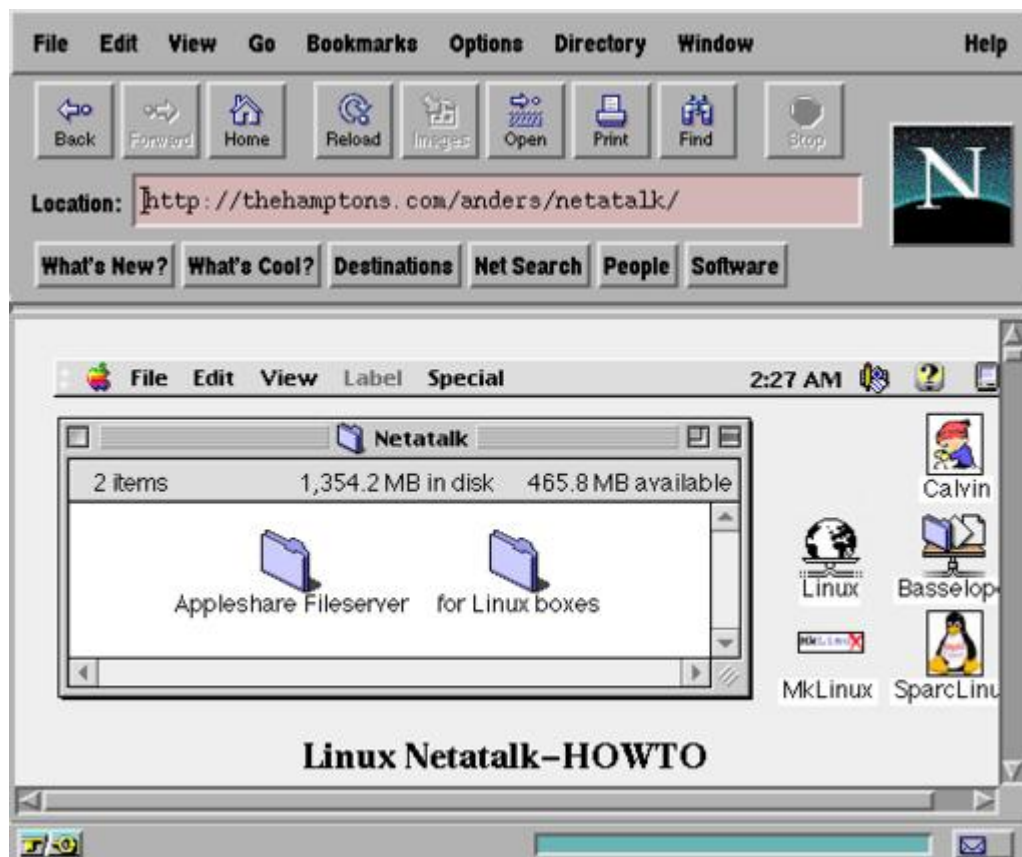 File Edit View Go Bookmarks Options Directory Window Help
Back Forward Home Reload Images Open Print Find Stop
N
Location: http://thehamptons.com/anders/netatalk/
What's New? What's Cool? Destinations Net Search People Software
File Edit View Label Special 2:27 AM
Netatalk
2 items 1,354.2 MB in disk 465.8 MB available
Calvin
Appleshare Fileserver for Linux boxes
Linux Basselop
MkLinux
MkLinux SparcLinu
Linux Netatalk-HOWTO